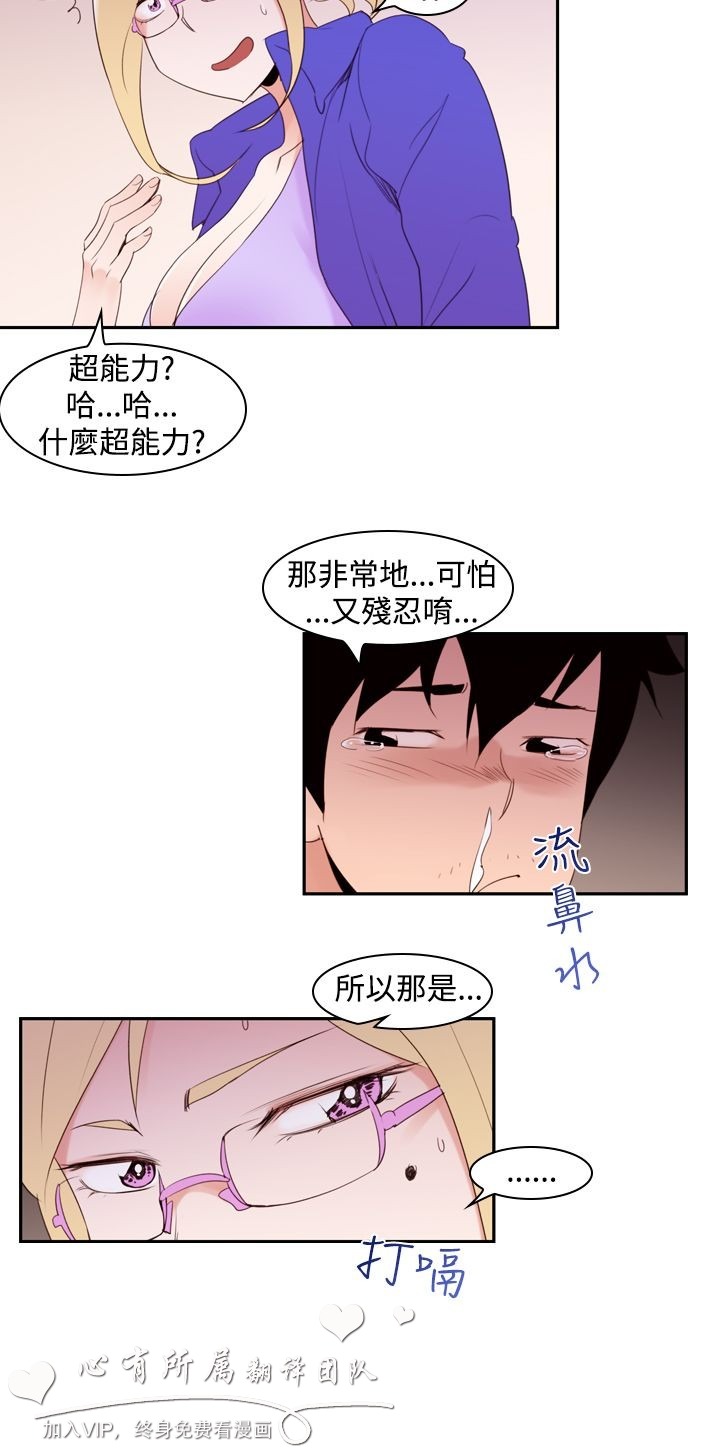 超能力?
哈...哈...
什麼超能力?
那非常地...可怕
...又殘忍唷...
流鼻水
所以那是...
......
打嗝
心有所属翻译团队
加入VIP，终身免费看漫画